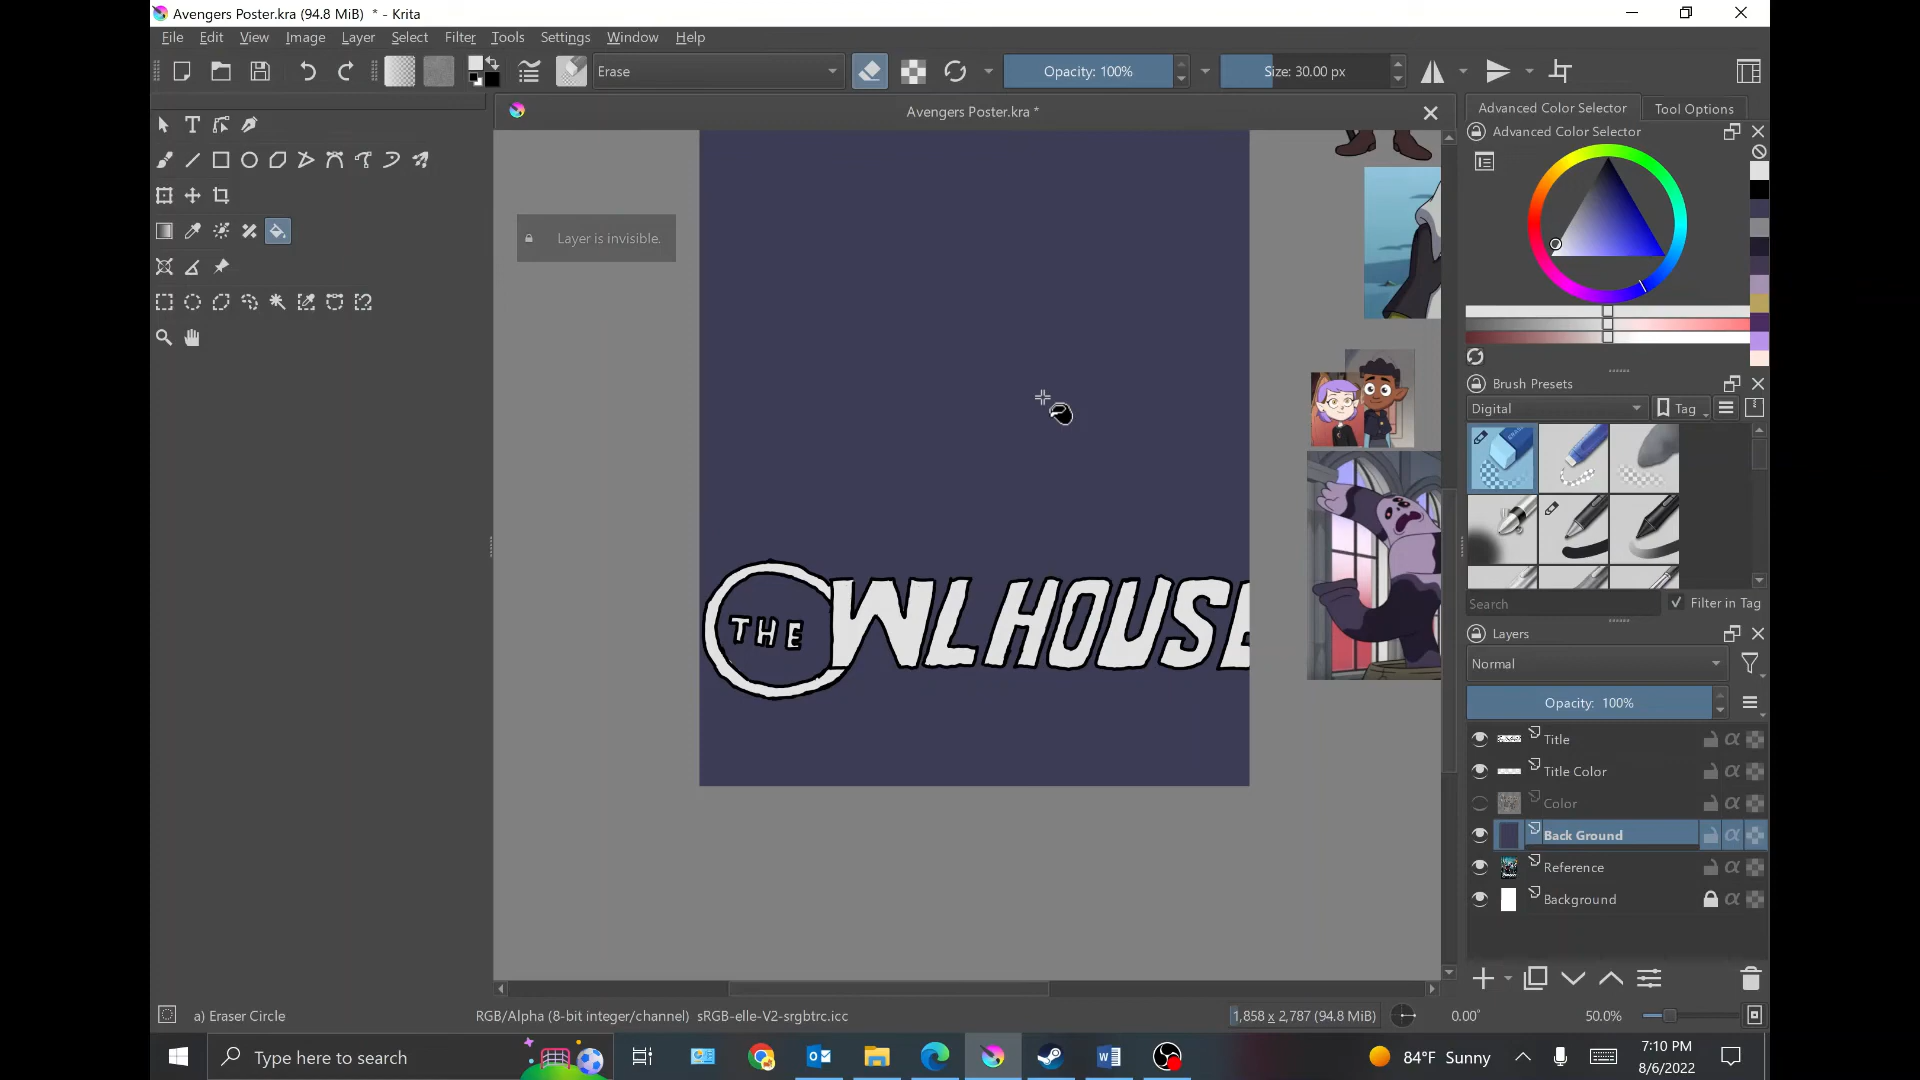 Avengers Poster.kra (94.8 MiB) * - Krita
File Edit View Image Layer Select Filter Tools Settings Window Help
Erase Opacity: 100% Size: 30.00 px
Avengers Poster.kra *
Advanced Color Selector Tool Options
Advanced Color Selector
Layer is invisible.
THE
WLHOUSE
Brush Presets
Digital Tag
Search Filter in Tag
Layers
Normal
Opacity: 100%
Title
Title Color
Color
Back Ground
Reference
Background
a) Eraser Circle RGB/Alpha (8-bit integer/channel) sRGB-elle-V2-srgbtrc.icc 1,858 x 2,787 (94.8 MiB) 0.00° 50.0%
Type here to search 84°F Sunny 7:10 PM
8/6/2022